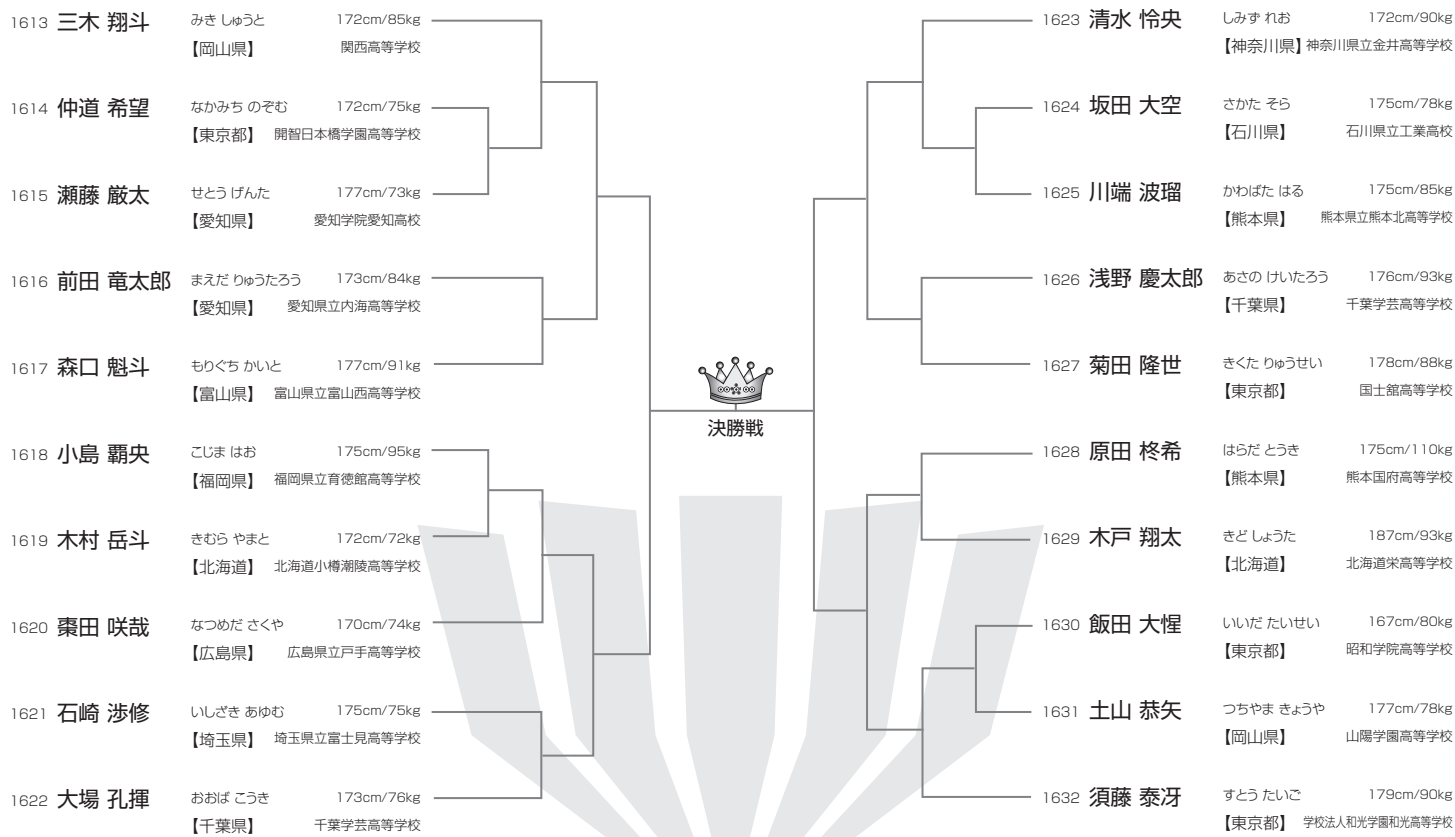 1613 三木 翔斗 みき しゅうと 172cm/85kg
【岡山県】 関西高等学校
1614 仲道 希望 なかみち のぞむ 172cm/75kg
【東京都】 開智日本橋学園高等学校
1615 瀬藤 厳太 せとう げんた 177cm/73kg
【愛知県】 愛知学院愛知高校
1616 前田 竜太郎 まえだ りゅうたろう 173cm/84kg
【愛知県】 愛知県立内海高等学校
1617 森口 魁斗 もりぐち かいと 177cm/91kg
【富山県】 富山県立富山西高等学校
1618 小島 覇央 こじま はお 175cm/95kg
【福岡県】 福岡県立育徳館高等学校
1619 木村 岳斗 きむら やまと 172cm/72kg
【北海道】 北海道小樽潮陵高等学校
1620 棗田 咲哉 なつめだ さくや 170cm/74kg
【広島県】 広島県立戸手高等学校
1621 石崎 渉修 いしざき あゆむ 175cm/75kg
【埼玉県】 埼玉県立富士見高等学校
1622 大場 孔揮 おおば こうき 173cm/76kg
【千葉県】 千葉学芸高等学校
決勝戦
1623 清水 怜央 しみず れお 172cm/90kg
【神奈川県】 神奈川県立金井高等学校
1624 坂田 大空 さかた そら 175cm/78kg
【石川県】 石川県立工業高校
1625 川端 波瑠 かわばた はる 175cm/85kg
【熊本県】 熊本県立熊本北高等学校
1626 浅野 慶太郎 あさの けいたろう 176cm/93kg
【千葉県】 千葉学芸高等学校
1627 菊田 隆世 きくた りゅうせい 178cm/88kg
【東京都】 国士舘高等学校
1628 原田 柊希 はらだ とうき 175cm/110kg
【熊本県】 熊本国府高等学校
1629 木戸 翔太 きど しょうた 187cm/93kg
【北海道】 北海道栄高等学校
1630 飯田 大惺 いいだ たいせい 167cm/80kg
【東京都】 昭和学院高等学校
1631 土山 恭矢 つちやま きょうや 177cm/78kg
【岡山県】 山陽学園高等学校
1632 須藤 泰冴 すとう たいご 179cm/90kg
【東京都】 学校法人和光学園和光高等学校